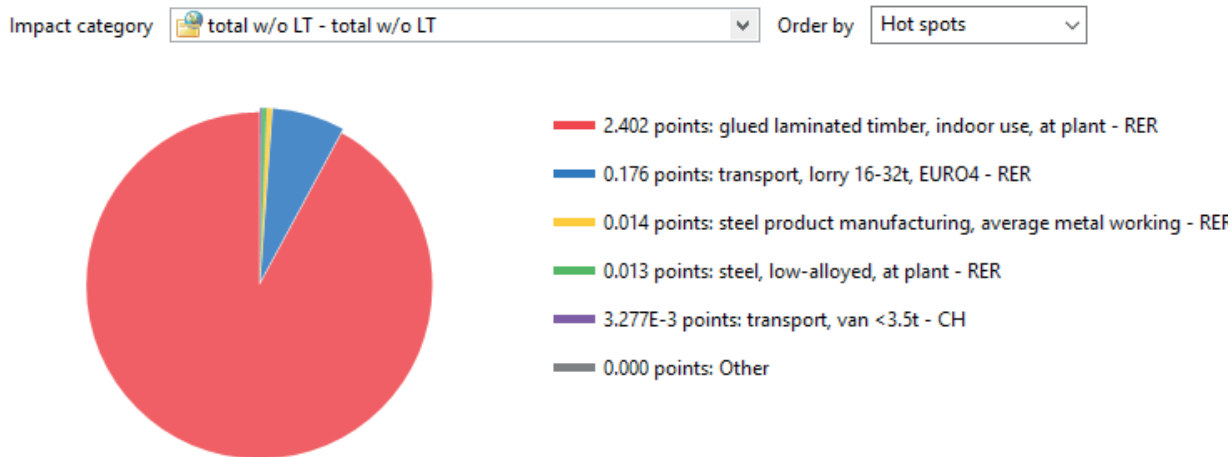 Impact category total w/o LT - total w/o LT Order by Hot spots
2.402 points: glued laminated timber, indoor use, at plant - RER
0.176 points: transport, lorry 16-32t, EURO4 - RER
0.014 points: steel product manufacturing, average metal working - RER
0.013 points: steel, low-alloyed, at plant - RER
3.277E-3 points: transport, van <3.5t - CH
0.000 points: Other